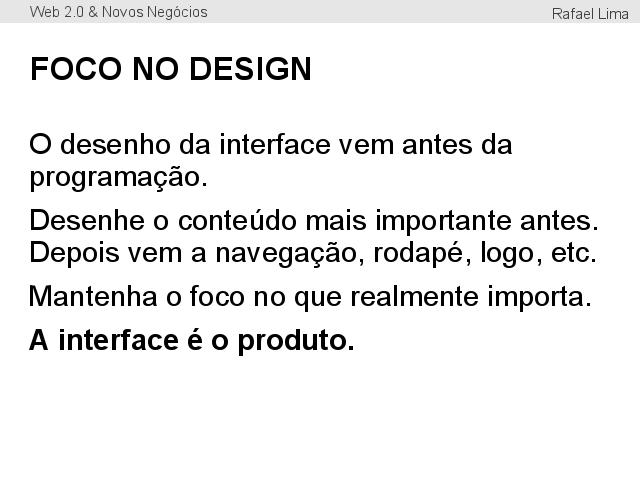 Web 2.0 & Novos Negócios
Rafael Lima
FOCO NO DESIGN
O desenho da interface vem antes da
programação.
Desenhe o conteúdo mais importante antes.
Depois vem a navegação, rodapé, logo, etc.
Mantenha o foco no que realmente importa.
A interface é o produto.